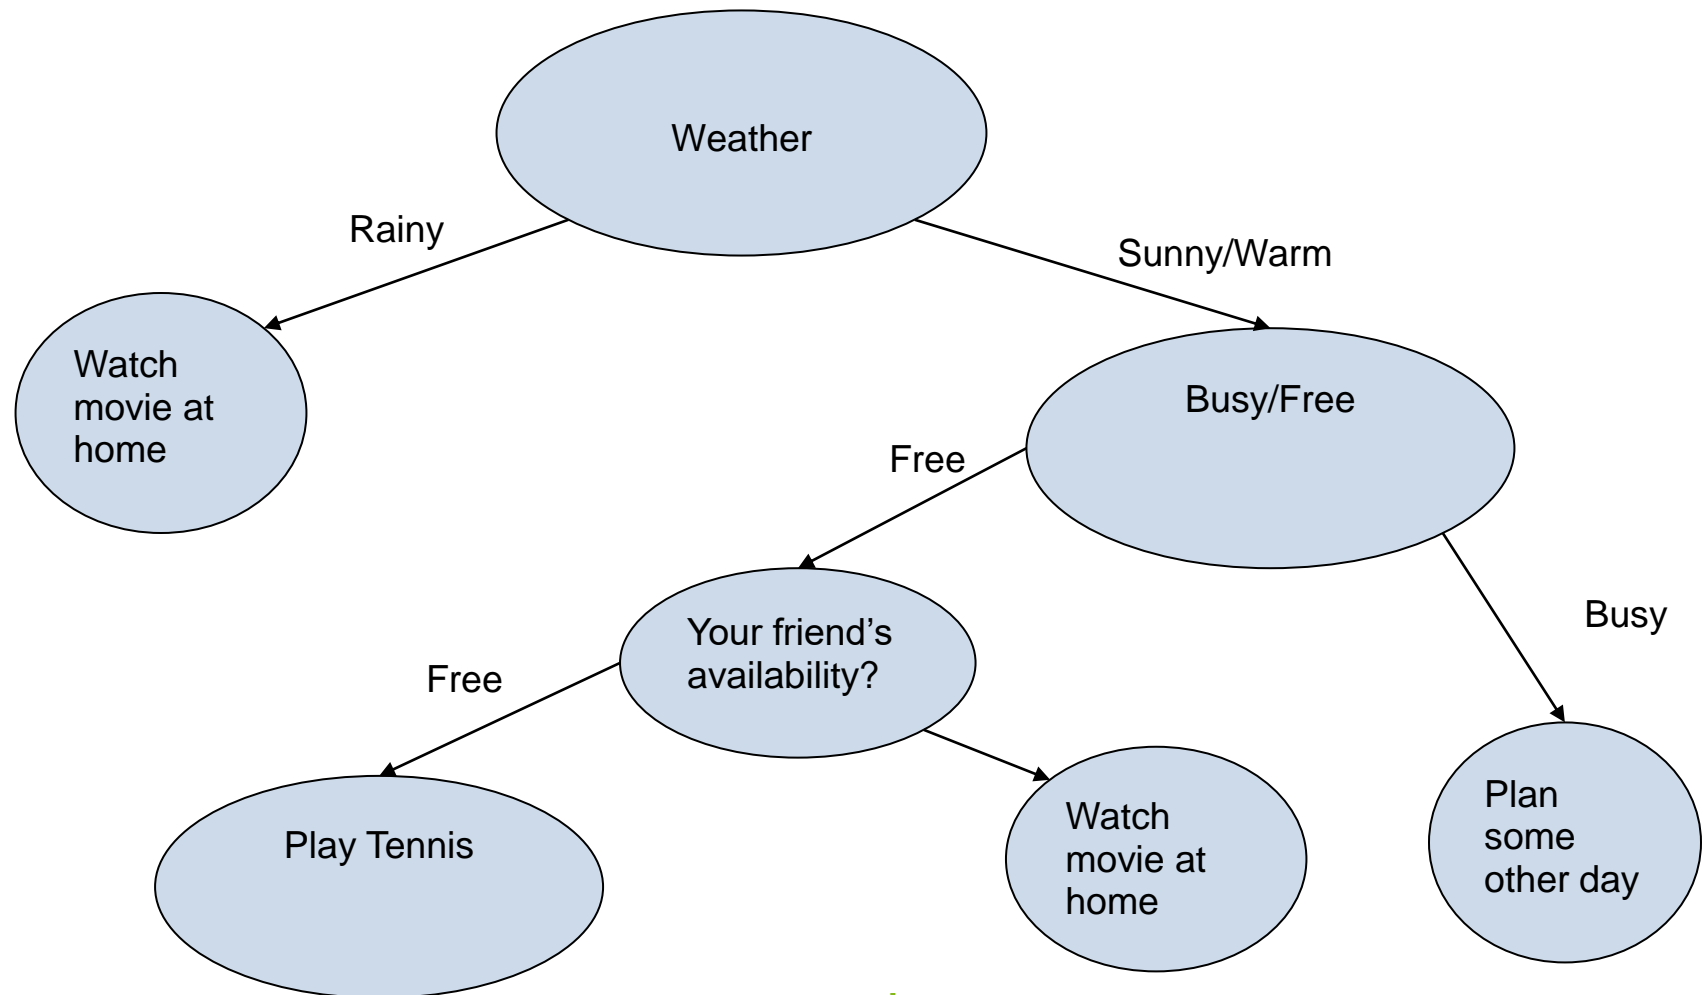 Weather
Rainy
Sunny/Warm
Watch
movie at
home
Busy/Free
Free
Busy
Your friend’s
availability?
Free
Play Tennis
Watch
movie at
home
Plan
some
other day